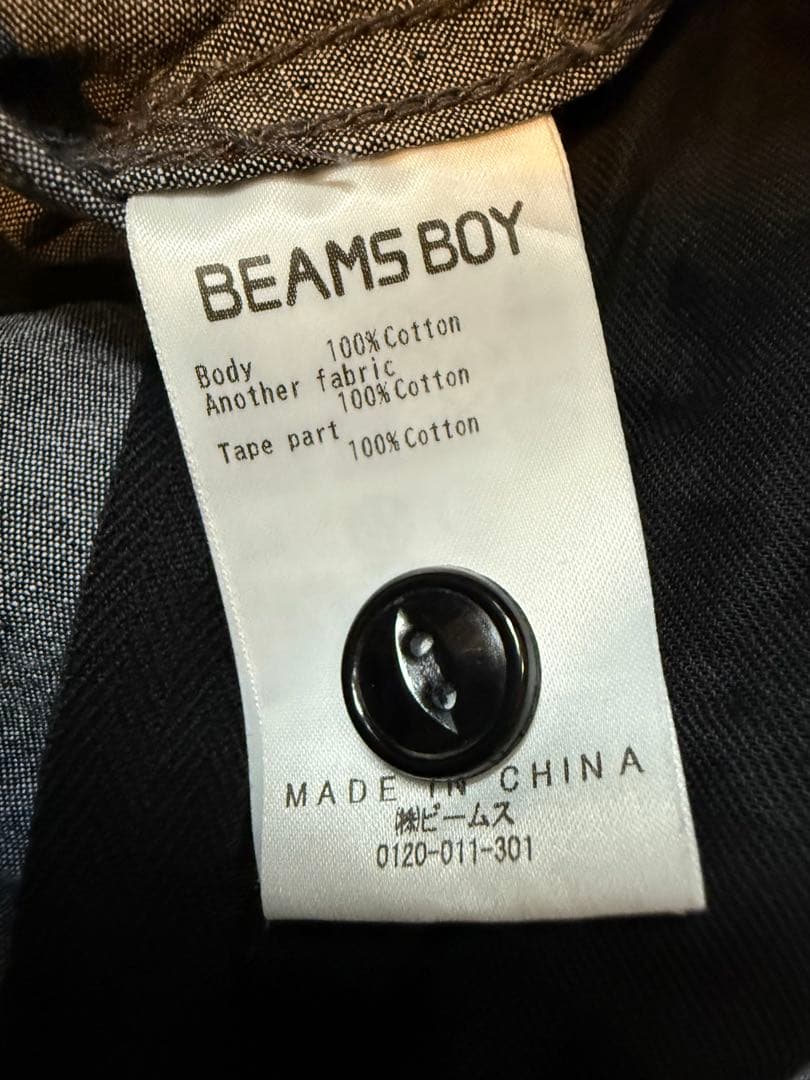 BEAMS BOY
Body 100%Cotton
Another fabric
100%Cotton
Tape part 100%Cotton
MADE IN CHINA
㈱ビームス
0120-011-301